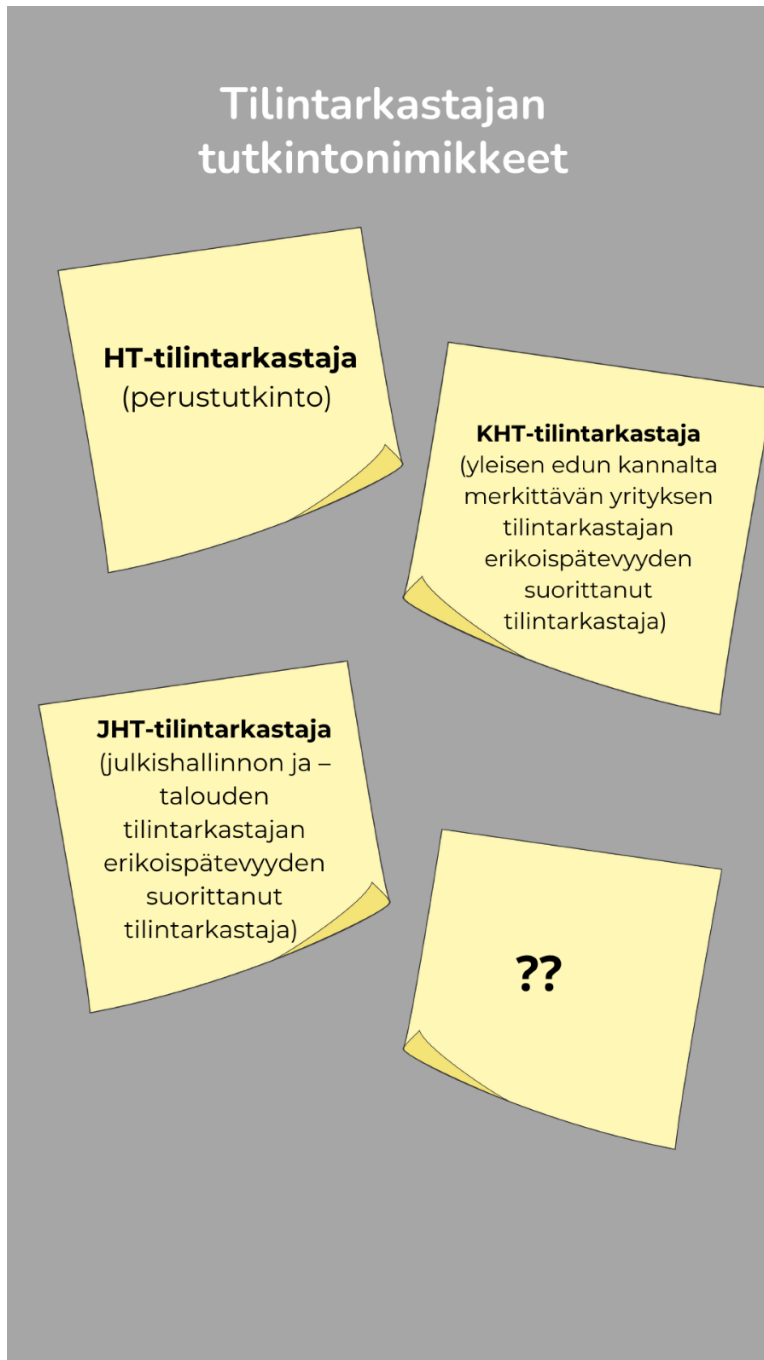 Tilintarkastajan
tutkintonimikkeet
HT-tilintarkastaja
(perustutkinto)
KHT-tilintarkastaja
(yleisen edun kannalta
merkittävän yrityksen
tilintarkastajan
erikoispätevyyden
suorittanut
tilintarkastaja)
JHT-tilintarkastaja
(julkishallinnon ja –
talouden
tilintarkastajan
erikoispätevyyden
suorittanut
tilintarkastaja)
??